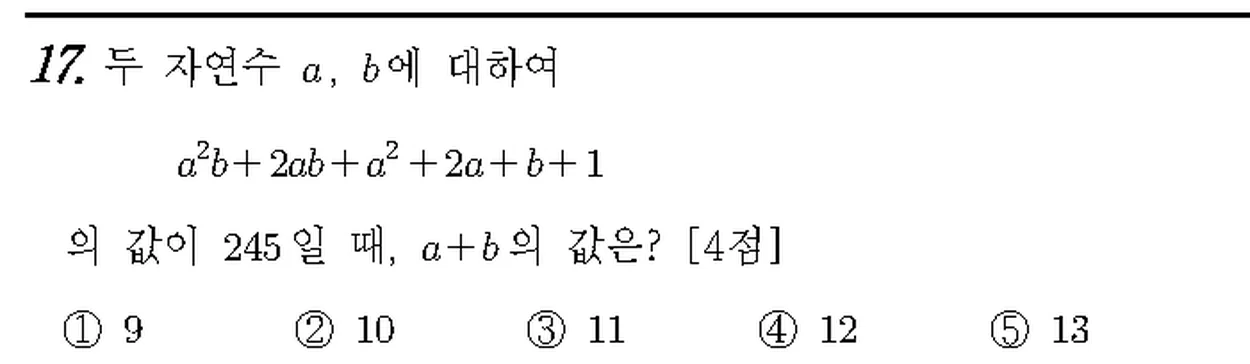 17. 두 자연수 a, b에 대하여
a²b+2ab+a²+2a+b+1
의 값이 245일 때, a+b의 값은? [4점]
① 9 ② 10 ③ 11 ④ 12 ⑤ 13